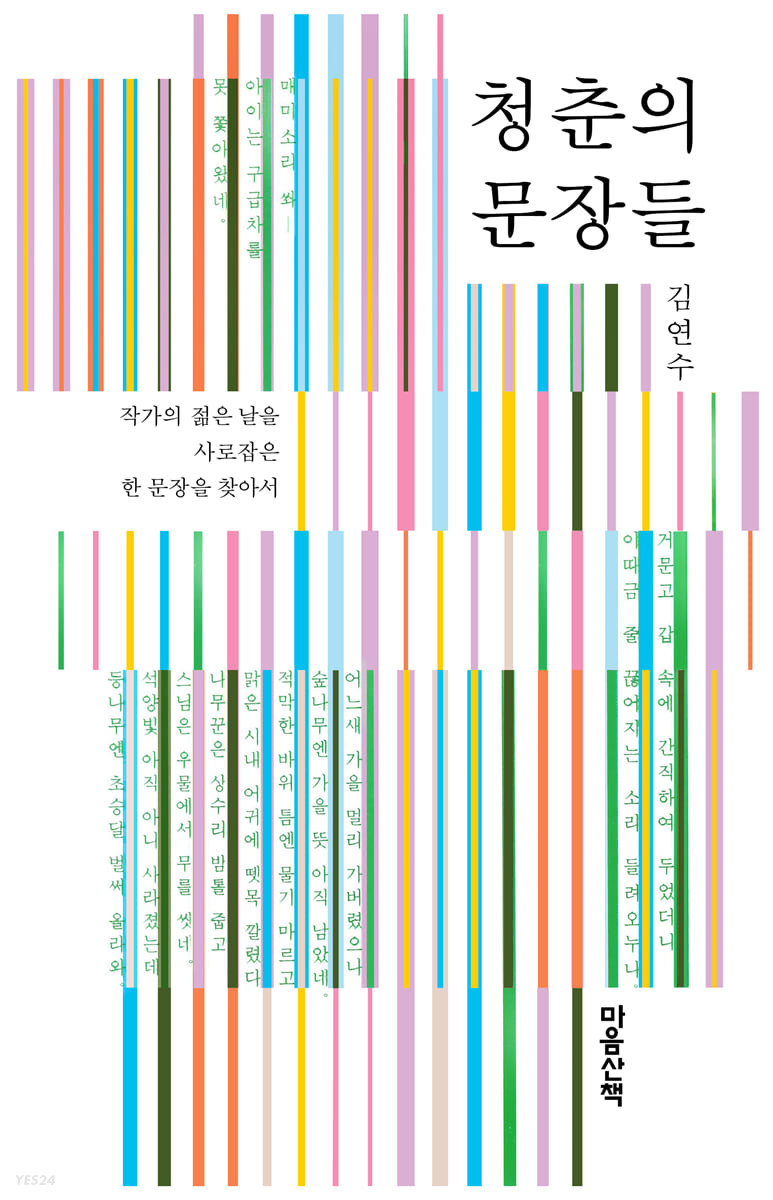 청춘의
문장들
김연수
매미소리 쏴—
아이는 구급차를
못 쫓아왔네。
작가의 젊은 날을
사로잡은
한 문장을 찾아서
거문고 갑 속에 간직하여 두었더니
이따금 줄 끊어지는 소리 들려오누나。
어느새 가을 멀리 가버렸으나
숲나무엔 가을 뜻 아직 남았네。
적막한 바위 틈엔 물기 마르고
맑은 시내 어귀에 뗏목 깔렸다
나무꾼은 상수리 밤톨 줍고
스님은 우물에서 무를 씻네。
석양빛 아직 아니 사라졌는데
등나무엔 초승달 벌써 올라와。
마음산책
YES24